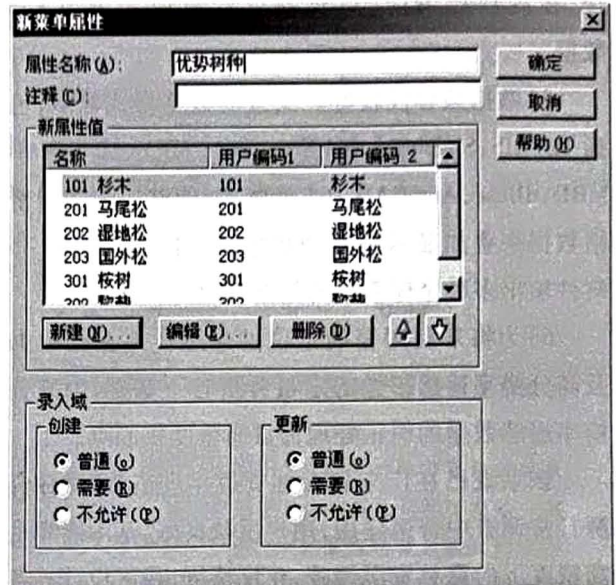 新菜单属性
属性名称(A): 优势树种 确定
注释(C): 取消
帮助(H)
新属性值
名称 用户编码1 用户编码 2
101 杉木 101 杉木
201 马尾松 201 马尾松
202 湿地松 202 湿地松
203 国外松 203 国外松
301 桉树 301 桉树
302 302
新建(N)... 编辑(E)... 删除(D)
录入域
创建 更新
普通(o) 普通(o)
需要(R) 需要(R)
不允许(P) 不允许(P)